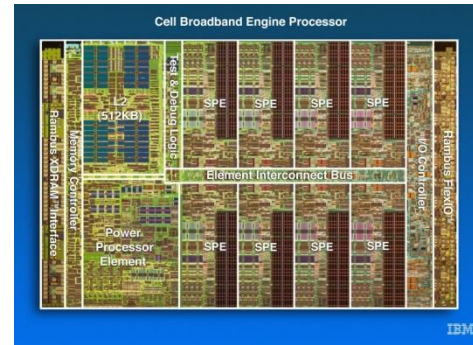 Cell Broadband Engine Processor
Rambus XDRAM™ Interface
Memory Controller
L2
(512KB)
Test & Debug Logic
SPE
SPE
SPE
SPE
Element Interconnect Bus
Power
Processor
Element
SPE
SPE
SPE
SPE
I/O Controller
Rambus FlexIO™
IBM